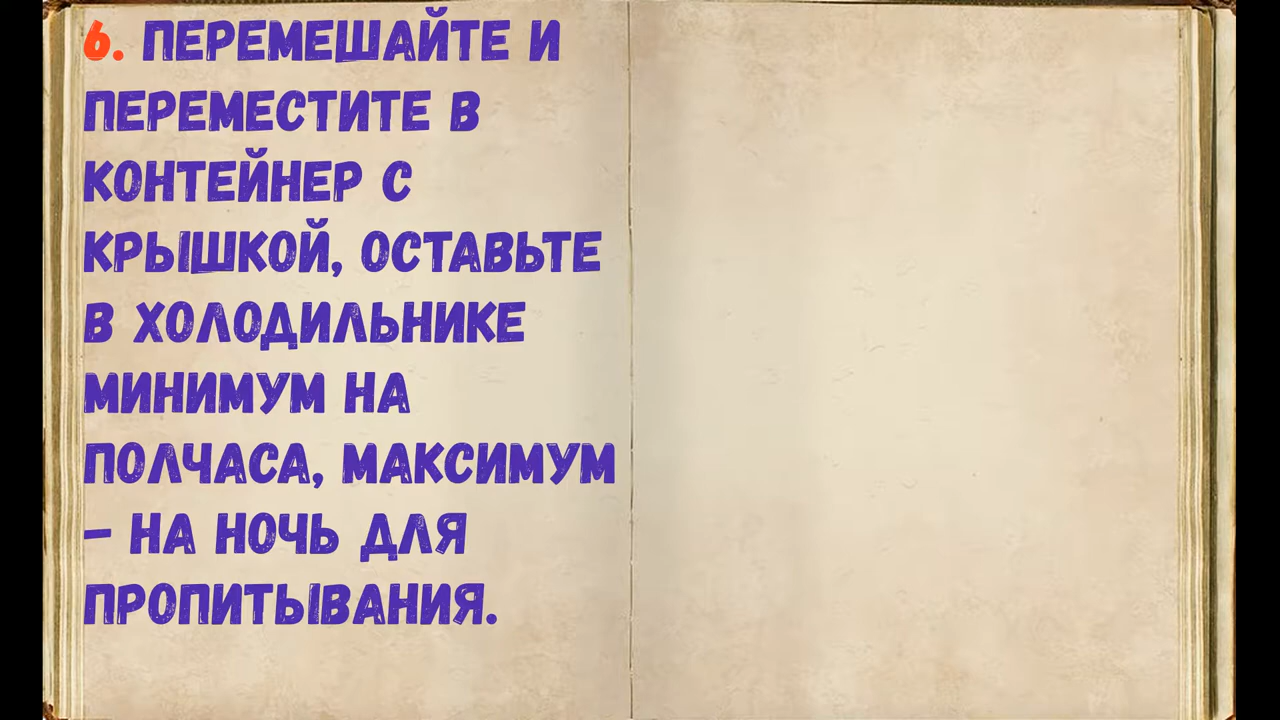 6. ПЕРЕМЕШАЙТЕ И
ПЕРЕМЕСТИТЕ В
КОНТЕЙНЕР С
КРЫШКОЙ, ОСТАВЬТЕ
В ХОЛОДИЛЬНИКЕ
МИНИМУМ НА
ПОЛЧАСА, МАКСИМУМ
– НА НОЧЬ ДЛЯ
ПРОПИТЫВАНИЯ.